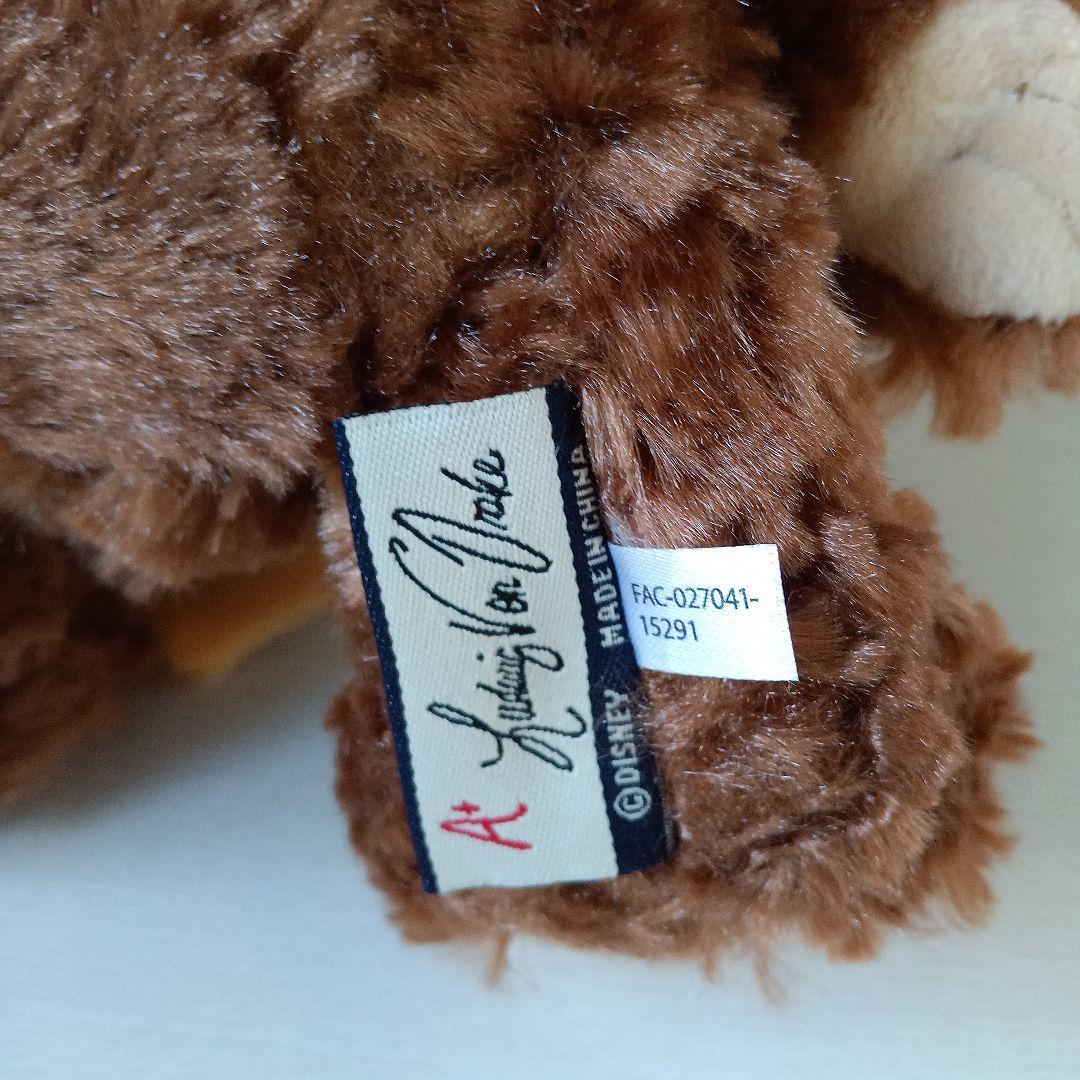 A+ Ludwig Von Drake
©DISNEY MADE IN CHINA
FAC-027041-
15291